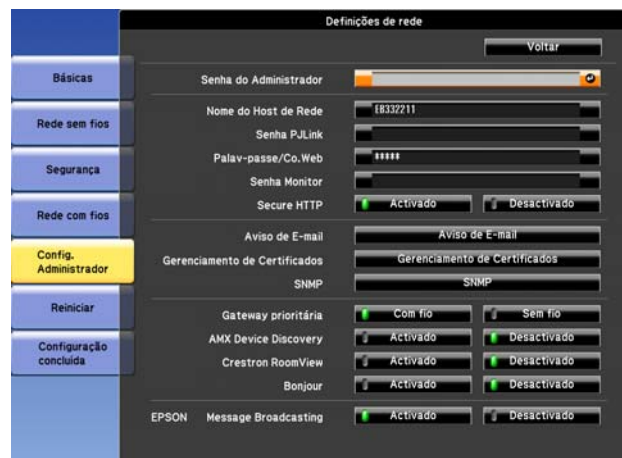 Definições de rede
Voltar
Básicas
Rede sem fios
Segurança
Rede com fios
Config.
Administrador
Reiniciar
Configuração
concluída
Senha do Administrador
Nome do Host de Rede EB332211
Senha PJLink
Palav-passe/Co.Web *****
Senha Monitor
Secure HTTP Activado Desactivado
Aviso de E-mail Aviso de E-mail
Gerenciamento de Certificados Gerenciamento de Certificados
SNMP SNMP
Gateway prioritária Com fio Sem fio
AMX Device Discovery Activado Desactivado
Crestron RoomView Activado Desactivado
Bonjour Activado Desactivado
EPSON Message Broadcasting Activado Desactivado